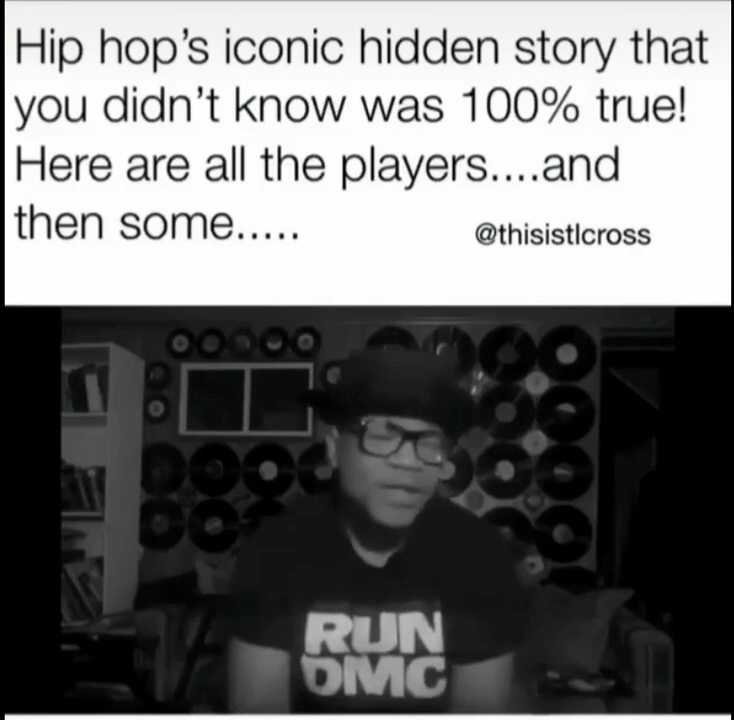 Hip hop’s iconic hidden story that
you didn’t know was 100% true!
Here are all the players....and
then some.....
@thisistlcross
RUN
DMC